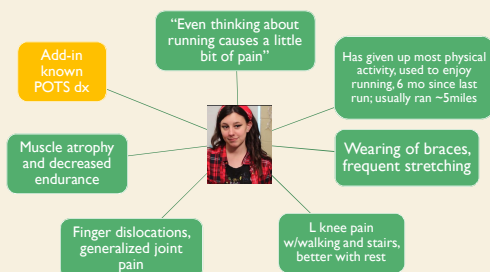 "Even thinking about
running causes a little
bit of pain"
Add-in
known
POTS dx
Has given up most physical
activity, used to enjoy
running, 6 mo since last
run; usually ran ~5miles
Muscle atrophy
and decreased
endurance
Wearing of braces,
frequent stretching
Finger dislocations,
generalized joint
pain
L knee pain
w/walking and stairs,
better with rest